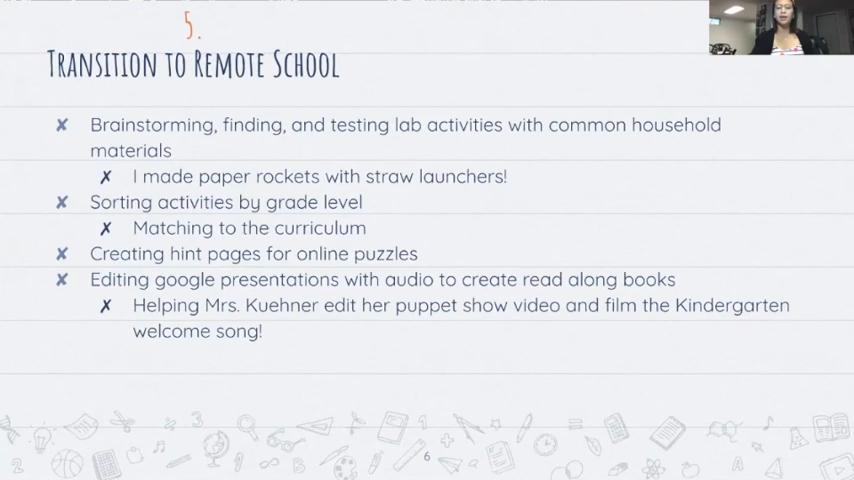 5.
Transition to Remote School
✘ Brainstorming, finding, and testing lab activities with common household
materials
✗ I made paper rockets with straw launchers!
✘ Sorting activities by grade level
✗ Matching to the curriculum
✘ Creating hint pages for online puzzles
✘ Editing google presentations with audio to create read along books
✗ Helping Mrs. Kuehner edit her puppet show video and film the Kindergarten
welcome song!
6